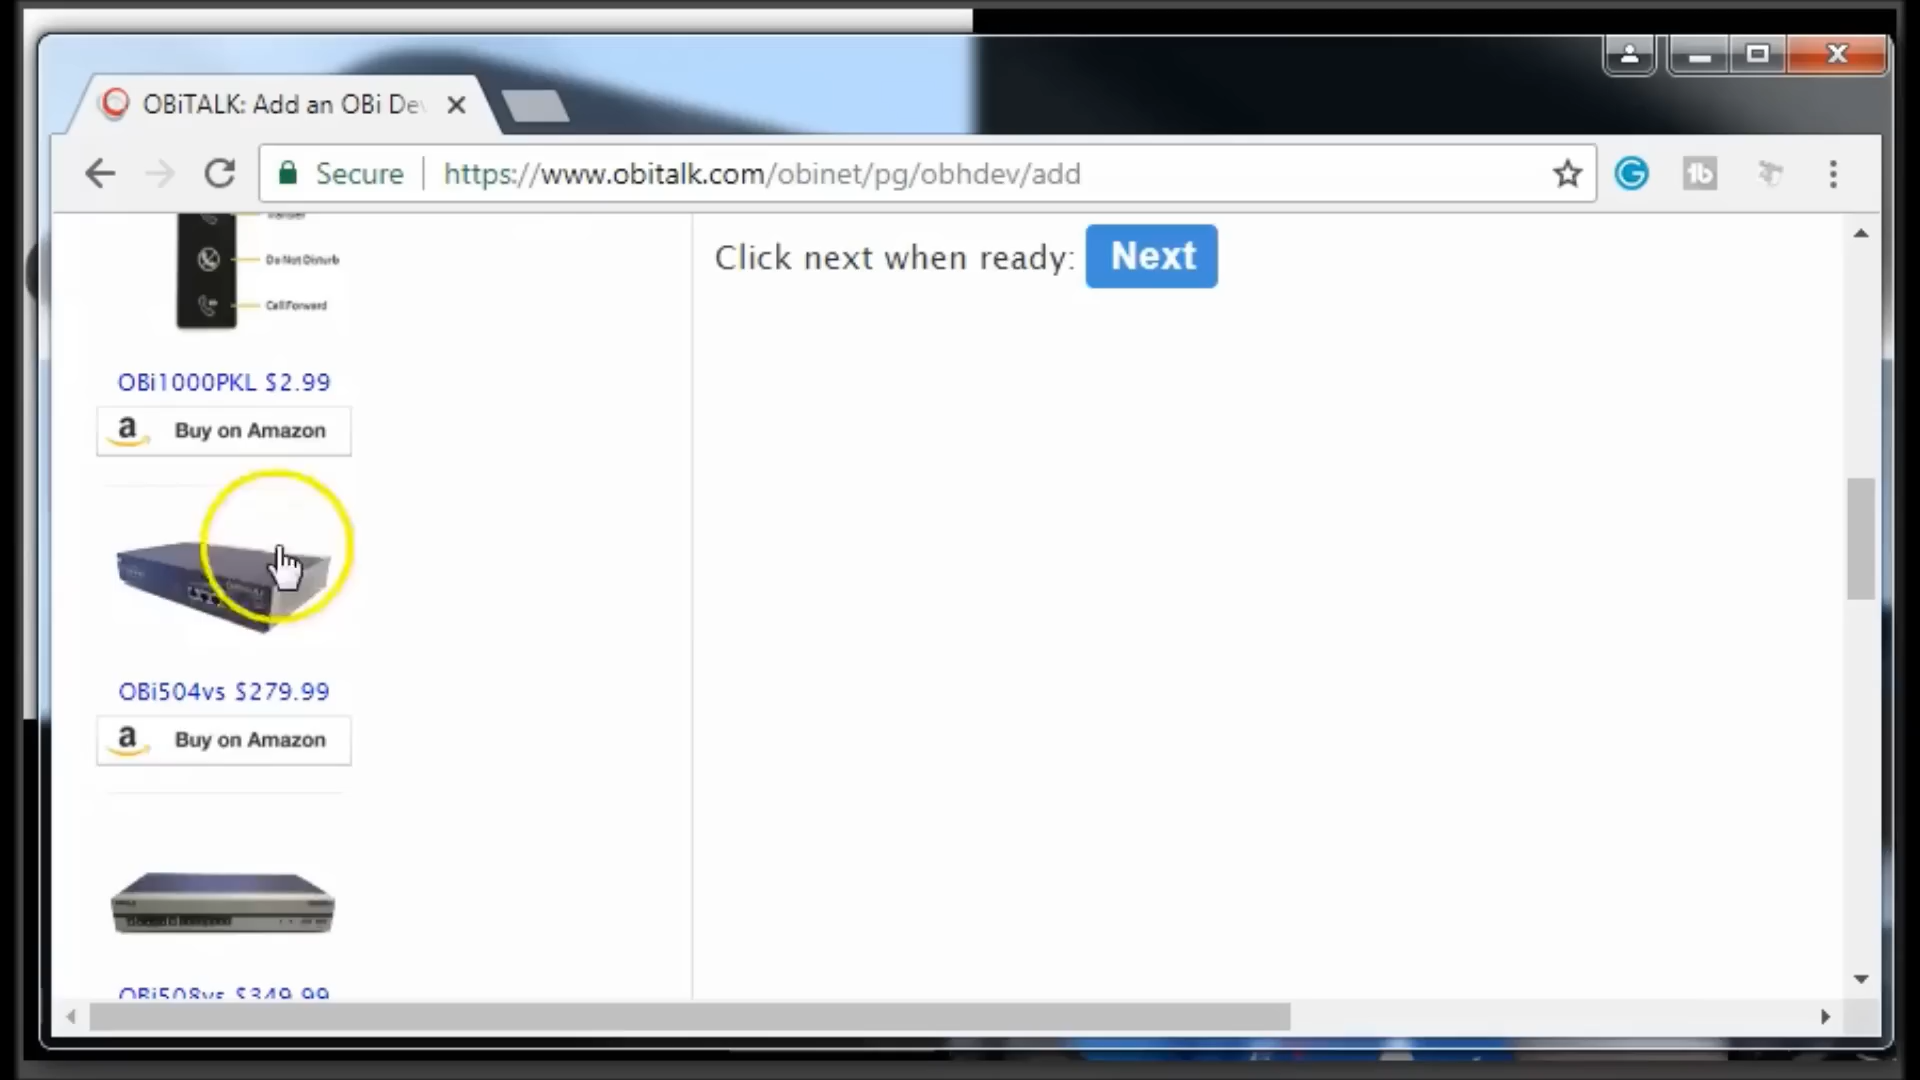 OBiTALK: Add an OBi De
Secure
https://www.obitalk.com/obinet/pg/obhdev/add
Transfer
Do Not Disturb
Call Forward
OBi1000PKL $2.99
a Buy on Amazon
OBi504vs $279.99
a Buy on Amazon
OBi508vs $349.99
Click next when ready: Next